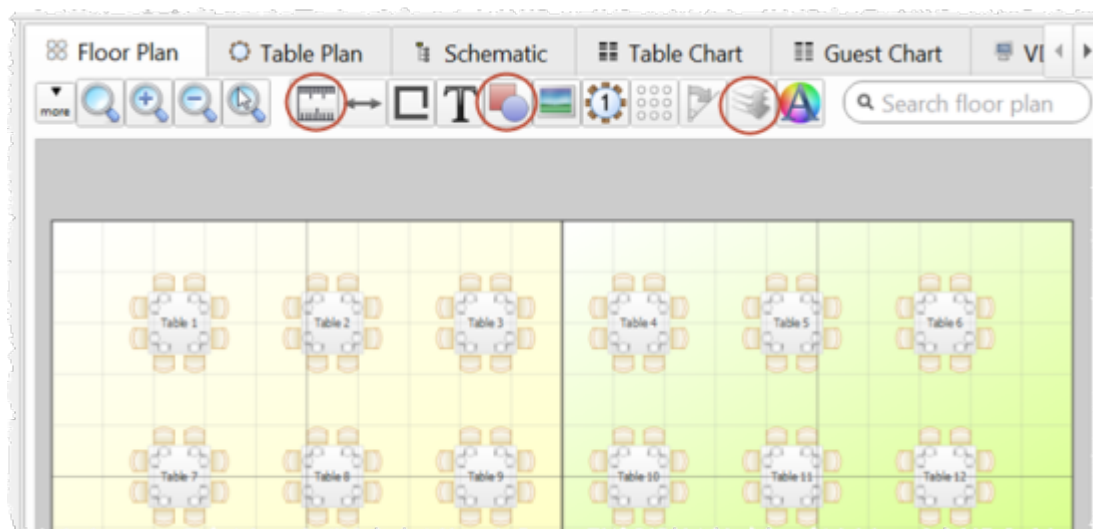 Floor Plan Table Plan Schematic Table Chart Guest Chart
more T 1 A Search floor plan
Table 1 Table 2 Table 3 Table 4 Table 5 Table 6
Table 7 Table 8 Table 9 Table 10 Table 11 Table 12